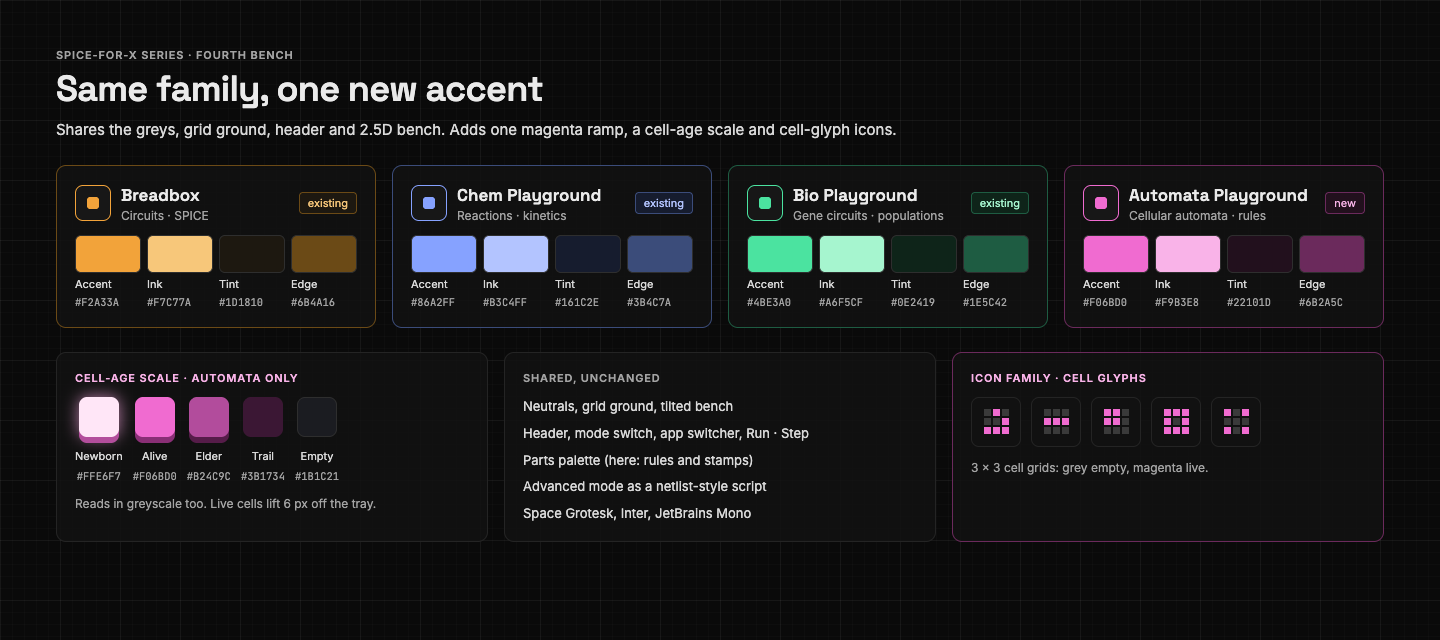 SPICE-FOR-X SERIES · FOURTH BENCH
Same family, one new accent
Shares the greys, grid ground, header and 2.5D bench. Adds one magenta ramp, a cell-age scale and cell-glyph icons.
Breadbox
Circuits · SPICE
existing
Accent Ink Tint Edge
#F2A33A #F7C77A #1D1810 #6B4A16
Chem Playground
Reactions · kinetics
existing
Accent Ink Tint Edge
#86A2FF #B3C4FF #161C2E #3B4C7A
Bio Playground
Gene circuits · populations
existing
Accent Ink Tint Edge
#4BE3A0 #A6F5CF #0E2419 #1E5C42
Automata Playground
Cellular automata · rules
new
Accent Ink Tint Edge
#F06BD0 #F9B3E8 #22101D #6B2A5C
CELL-AGE SCALE · AUTOMATA ONLY
Newborn Alive Elder Trail Empty
#FFE6F7 #F06BD0 #B24C9C #3B1734 #1B1C21
Reads in greyscale too. Live cells lift 6 px off the tray.
SHARED, UNCHANGED
Neutrals, grid ground, tilted bench
Header, mode switch, app switcher, Run · Step
Parts palette (here: rules and stamps)
Advanced mode as a netlist-style script
Space Grotesk, Inter, JetBrains Mono
ICON FAMILY · CELL GLYPHS
3 × 3 cell grids: grey empty, magenta live.